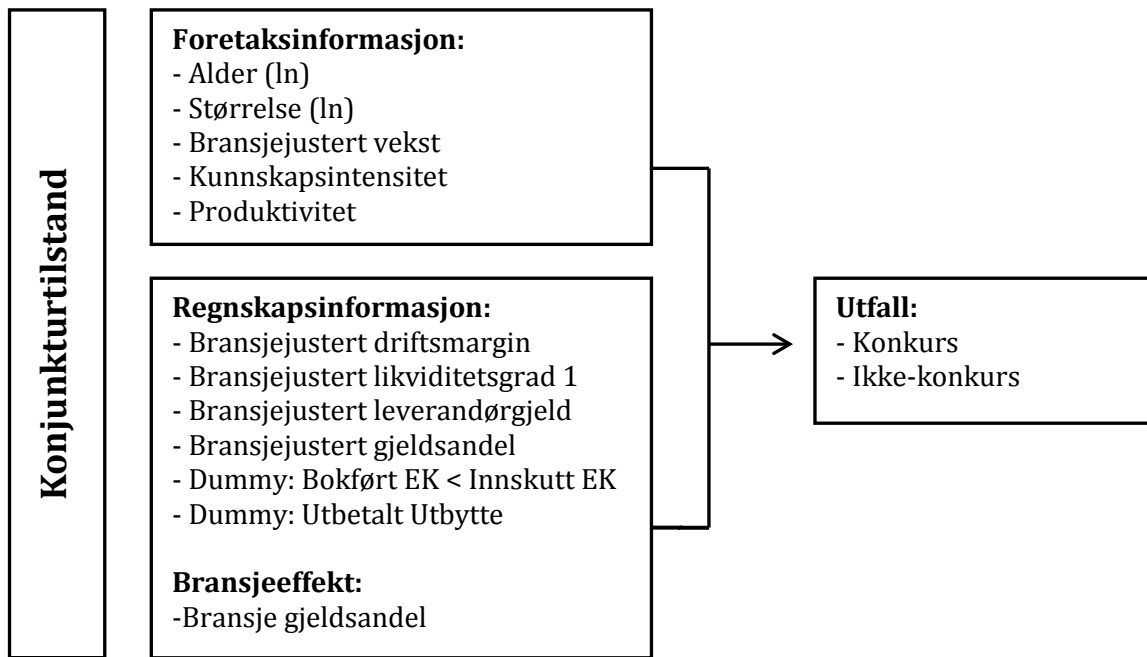 Konjunkturtilstand
Foretaksinformasjon:
- Alder (ln)
- Størrelse (ln)
- Bransjejustert vekst
- Kunnskapsintensitet
- Produktivitet
Regnskapsinformasjon:
- Bransjejustert driftsmargin
- Bransjejustert likviditetsgrad 1
- Bransjejustert leverandørgjeld
- Bransjejustert gjeldsandel
- Dummy: Bokført EK < Innskutt EK
- Dummy: Utbetalt Utbytte
Bransjeeffekt:
-Bransje gjeldsandel
Utfall:
- Konkurs
- Ikke-konkurs